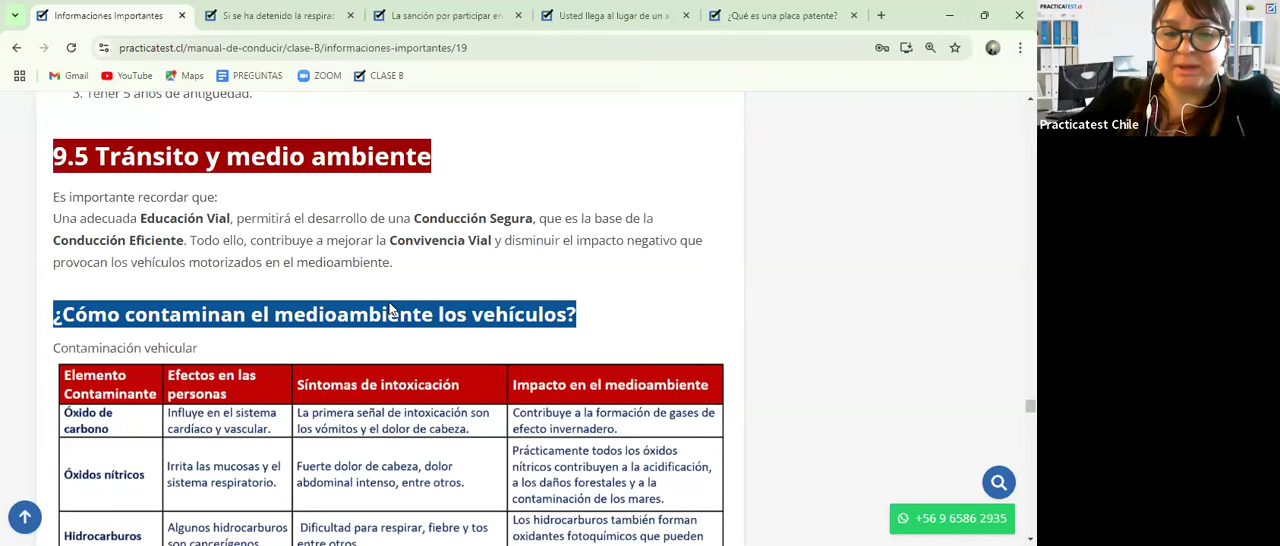 Informaciones Importantes
Si se ha detenido la respirac
La sanción por participar en
Usted llega al lugar de un a
¿Qué es una placa patente?
practicatest.cl/manual-de-conducir/clase-B/informaciones-importantes/19
Gmail
YouTube
Maps
PREGUNTAS
ZOOM
CLASE B
3. Tener 5 años de antigüedad.
9.5 Tránsito y medio ambiente
Es importante recordar que:
Una adecuada Educación Vial, permitirá el desarrollo de una Conducción Segura, que es la base de la
Conducción Eficiente. Todo ello, contribuye a mejorar la Convivencia Vial y disminuir el impacto negativo que
provocan los vehículos motorizados en el medioambiente.
¿Cómo contaminan el medioambiente los vehículos?
Contaminación vehicular
Elemento
Contaminante
Efectos en las
personas
Síntomas de intoxicación
Impacto en el medioambiente
Óxido de
carbono
Influye en el sistema
cardíaco y vascular.
La primera señal de intoxicación son
los vómitos y el dolor de cabeza.
Contribuye a la formación de gases de
efecto invernadero.
Óxidos nítricos
Irrita las mucosas y el
sistema respiratorio.
Fuerte dolor de cabeza, dolor
abdominal intenso, entre otros.
Prácticamente todos los óxidos
nítricos contribuyen a la acidificación,
a los daños forestales y a la
contaminación de los mares.
Hidrocarburos
Algunos hidrocarburos
son cancerígenos
Dificultad para respirar, fiebre y tos
entre otros.
Los hidrocarburos también forman
oxidantes fotoquímicos que pueden
+56 9 6586 2935
PRACTICATEST.cl
Practicatest Chile